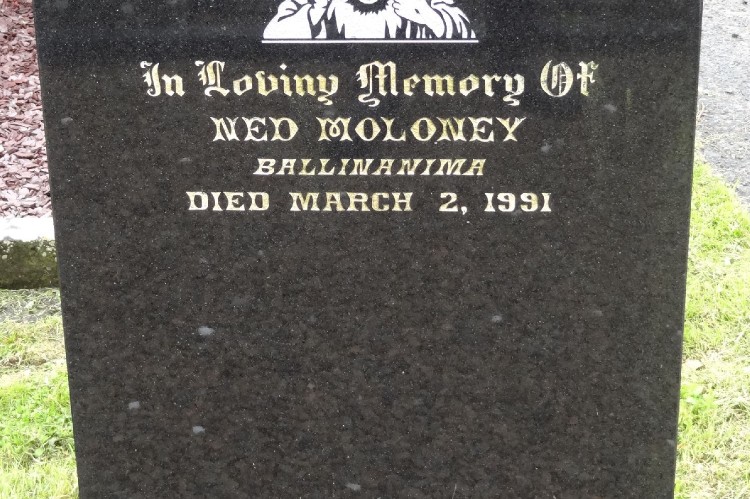 In Loving Memory Of
NED MOLONEY
BALLINANIMA
DIED MARCH 2, 1991